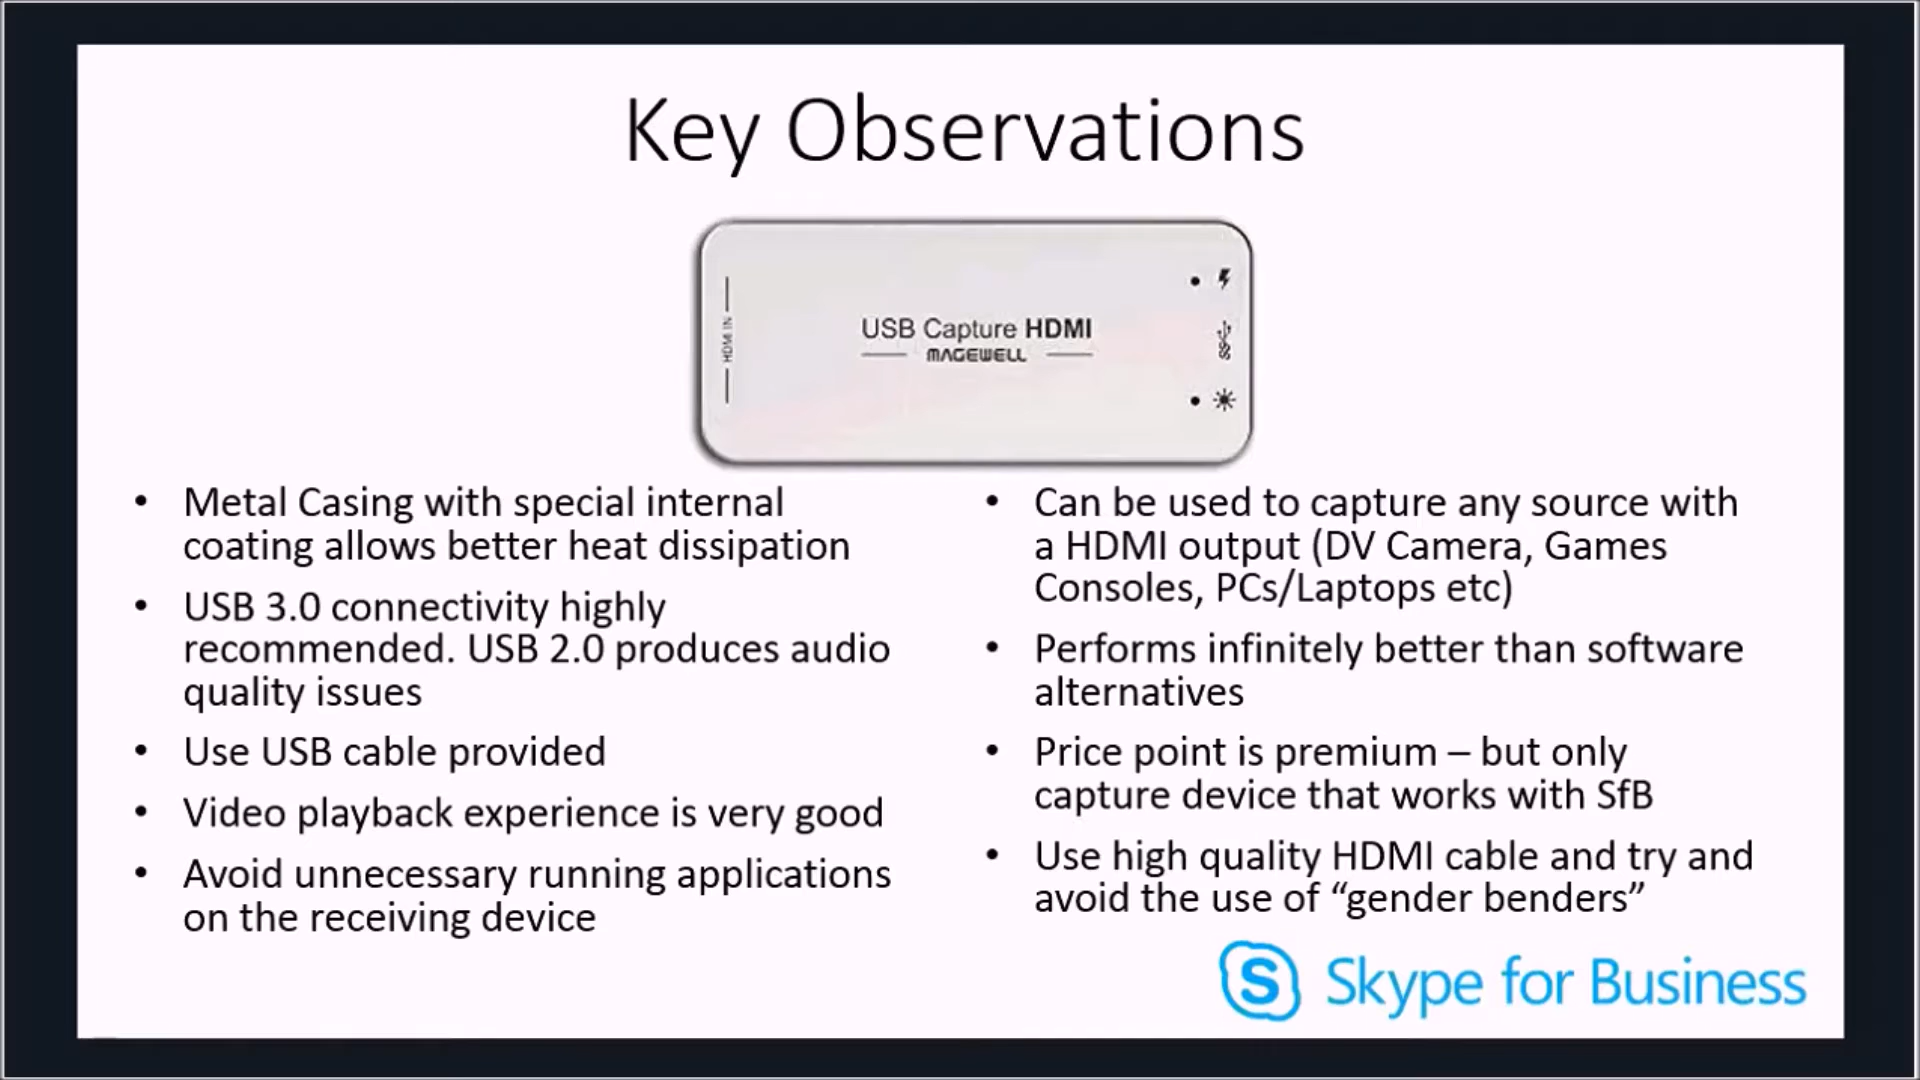 Key Observations
HDMI IN
USB Capture HDMI
MAGEWELL
• Metal Casing with special internal
coating allows better heat dissipation
• USB 3.0 connectivity highly
recommended. USB 2.0 produces audio
quality issues
• Use USB cable provided
• Video playback experience is very good
• Avoid unnecessary running applications
on the receiving device
• Can be used to capture any source with
a HDMI output (DV Camera, Games
Consoles, PCs/Laptops etc)
• Performs infinitely better than software
alternatives
• Price point is premium – but only
capture device that works with SfB
• Use high quality HDMI cable and try and
avoid the use of “gender benders”
Skype for Business